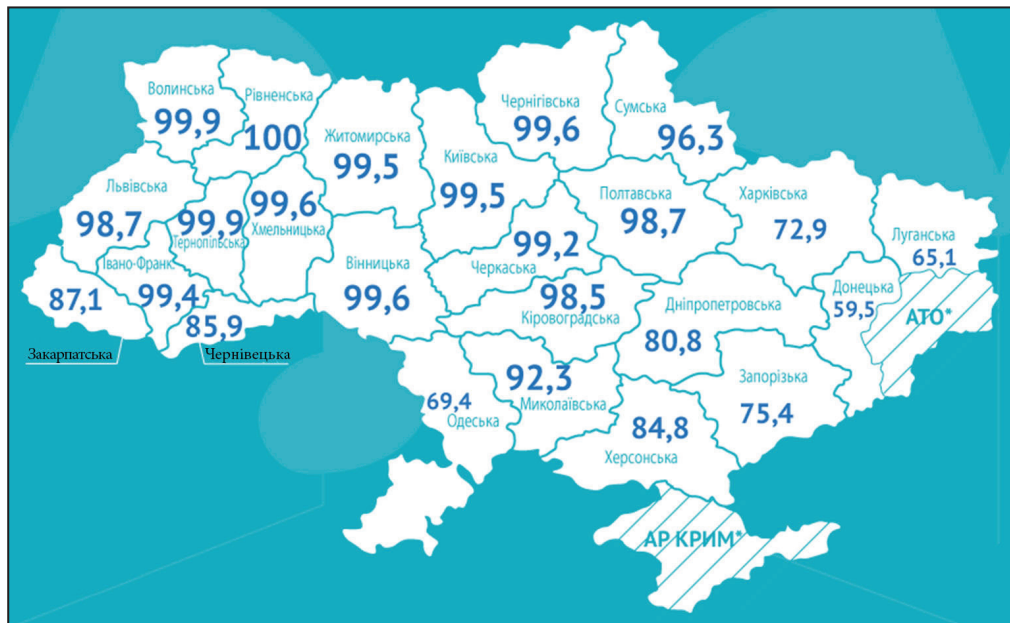 Волинська
99,9
Рівненська
100
Житомирська
99,5
Київська
99,5
Чернігівська
99,6
Сумська
96,3
Львівська
98,7
99,9
Тернопільська
99,6
Хмельницька
Вінницька
99,6
99,2
Черкаська
Полтавська
98,7
Харківська
72,9
Луганська
65,1
Івано-Франк.
99,4
87,1
Закарпатська
85,9
Чернівецька
98,5
Кіровоградська
Дніпропетровська
80,8
Донецька
59,5
АТО*
69,4
Одеська
92,3
Миколаївська
Запорізька
75,4
84,8
Херсонська
АР КРИМ*